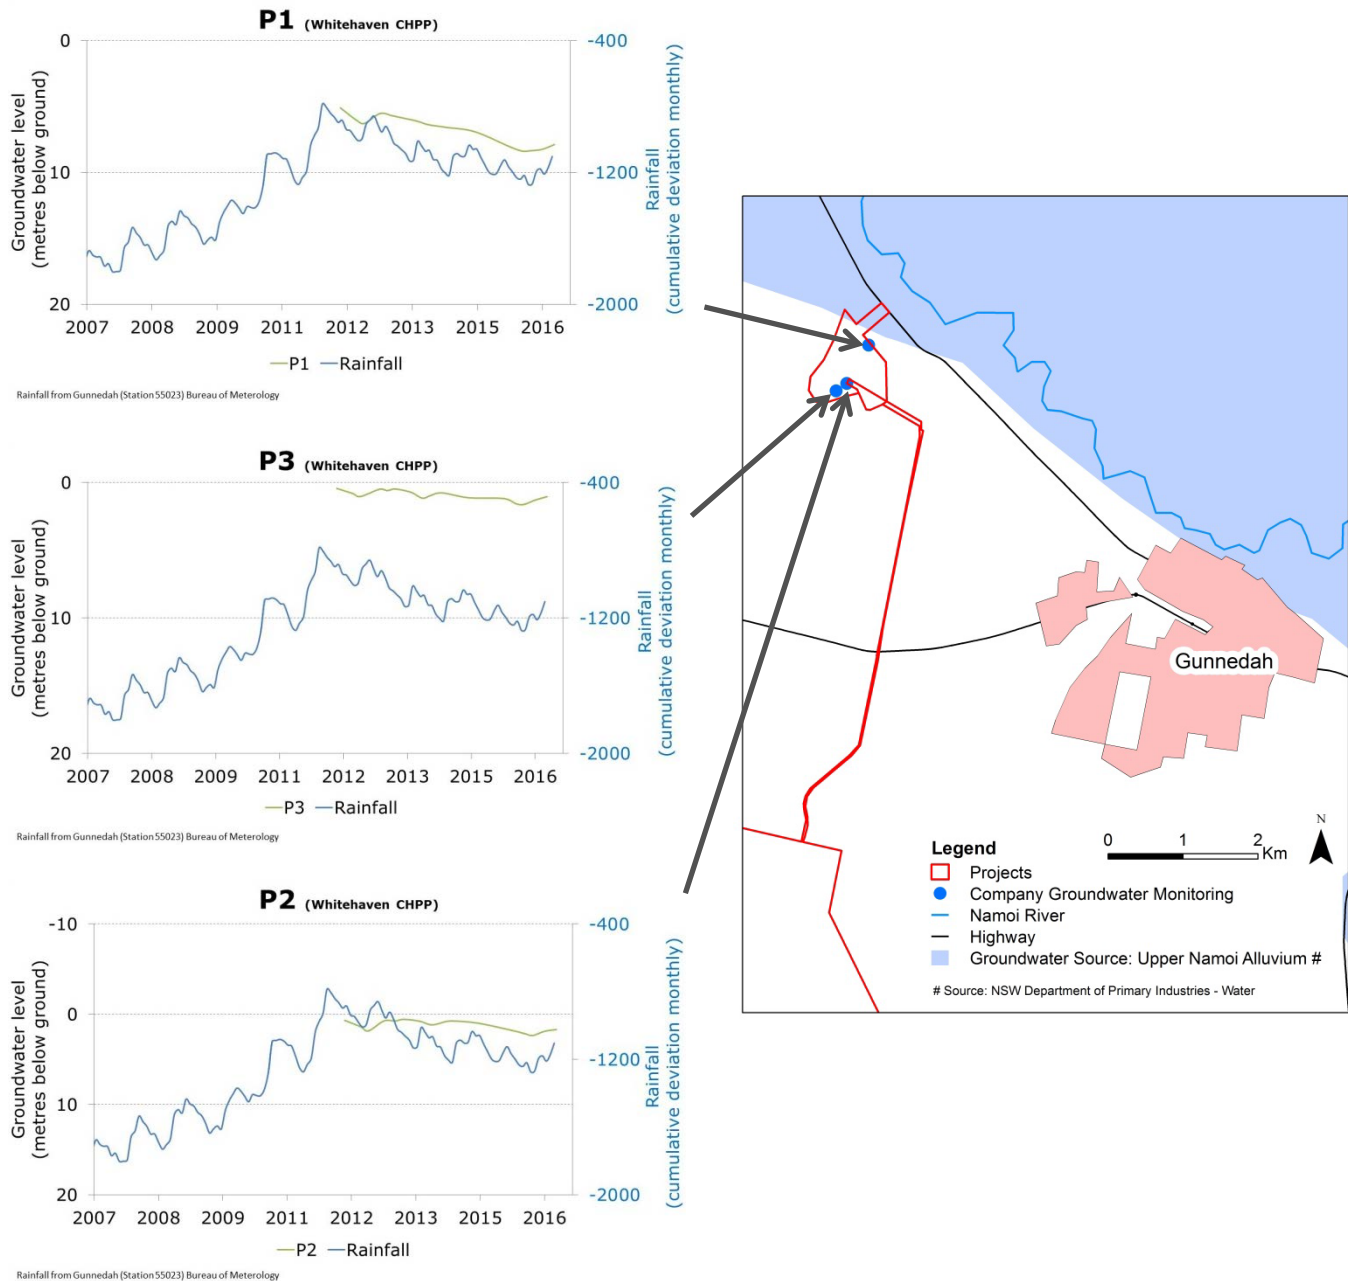 P1 (Whitehaven CHPP)
Groundwater level
(metres below ground)
0
10
20
-400
-1200
-2000
Rainfall
(cumulative deviation monthly)
2007 2008 2009 2011 2012 2013 2015 2016
P1 Rainfall
Rainfall from Gunnedah (Station 55023) Bureau of Meterology
P3 (Whitehaven CHPP)
Groundwater level
(metres below ground)
0
10
20
-400
-1200
-2000
Rainfall
(cumulative deviation monthly)
2007 2008 2009 2011 2012 2013 2015 2016
P3 Rainfall
Rainfall from Gunnedah (Station 55023) Bureau of Meterology
P2 (Whitehaven CHPP)
Groundwater level
(metres below ground)
-10
0
10
20
-400
-1200
-2000
Rainfall
(cumulative deviation monthly)
2007 2008 2009 2011 2012 2013 2015 2016
P2 Rainfall
Rainfall from Gunnedah (Station 55023) Bureau of Meterology
Gunnedah
N
0 1 2 Km
Legend
Projects
Company Groundwater Monitoring
Namoi River
Highway
Groundwater Source: Upper Namoi Alluvium #
# Source: NSW Department of Primary Industries - Water